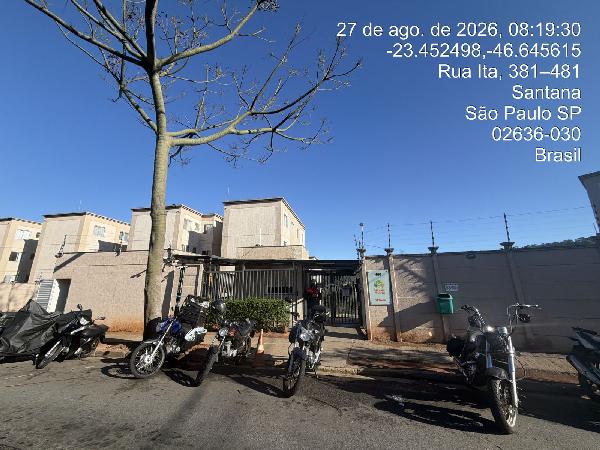 27 de ago. de 2026, 08:19:30
-23.452498,-46.645615
Rua Ita, 381–481
Santana
São Paulo SP
02636-030
Brasil